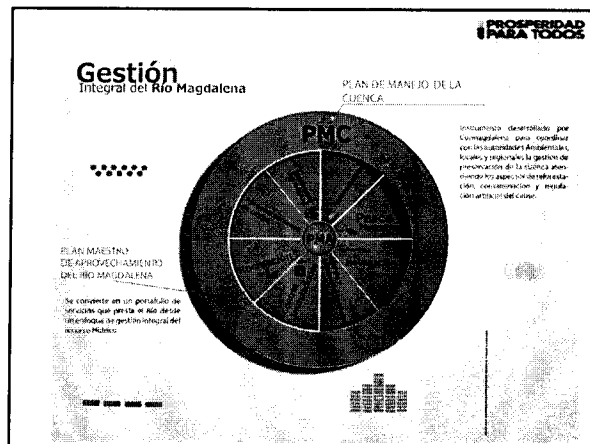 PROSPERIDAD
PARA TODOS
Gestión
Integral del Río Magdalena
PLAN DE MANEJO DE LA
CUENCA
PMC
Instrumento desarrollado por
Cormagdalena para coordinar
con las autoridades Ambientales,
locales y regionales la gestión de
preservación de la cuenca aten-
diendo los aspectos de reforesta-
ción, contaminación y regula-
ción artificial del cauce.
PLAN MAESTRO
DE APROVECHAMIENTO
DEL RÍO MAGDALENA
Se convierte en un portafolio de
servicios que presta el Río desde
un enfoque de gestión integral del
recurso Hídrico